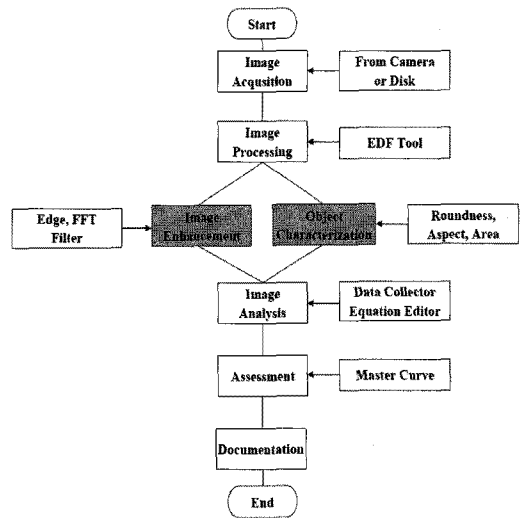 Start
Image
Acqusition
From Camera
or Disk
Image
Processing
EDF Tool
Edge, FFT
Filter
Image
Enhancement
Object
Characterization
Roundness,
Aspect, Area
Image
Analysis
Data Collector
Equation Editor
Assessment
Master Curve
Documentation
End